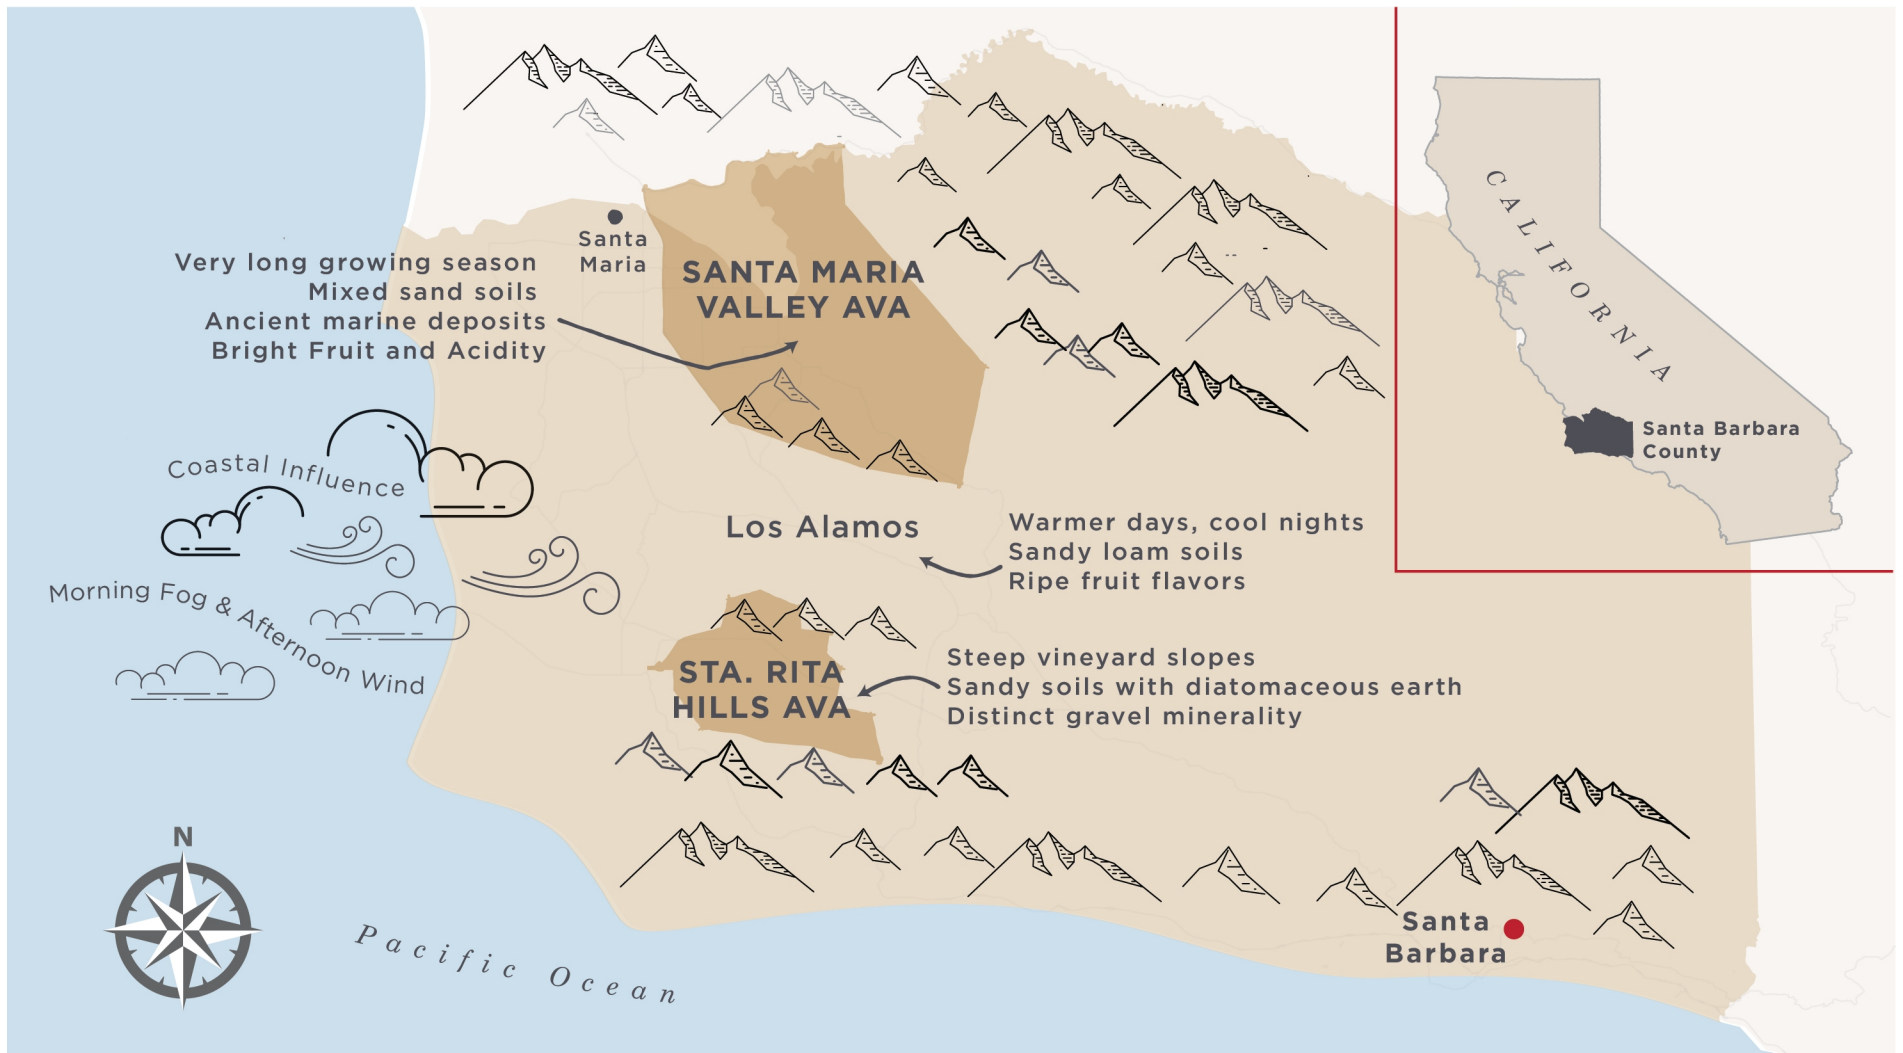 Santa
Maria
Very long growing season
Mixed sand soils
Ancient marine deposits
Bright Fruit and Acidity
SANTA MARIA
VALLEY AVA
CALIFORNIA
Santa Barbara
County
Coastal Influence
Morning Fog & Afternoon Wind
Los Alamos
Warmer days, cool nights
Sandy loam soils
Ripe fruit flavors
STA. RITA
HILLS AVA
Steep vineyard slopes
Sandy soils with diatomaceous earth
Distinct gravel minerality
N
Pacific Ocean
Santa
Barbara